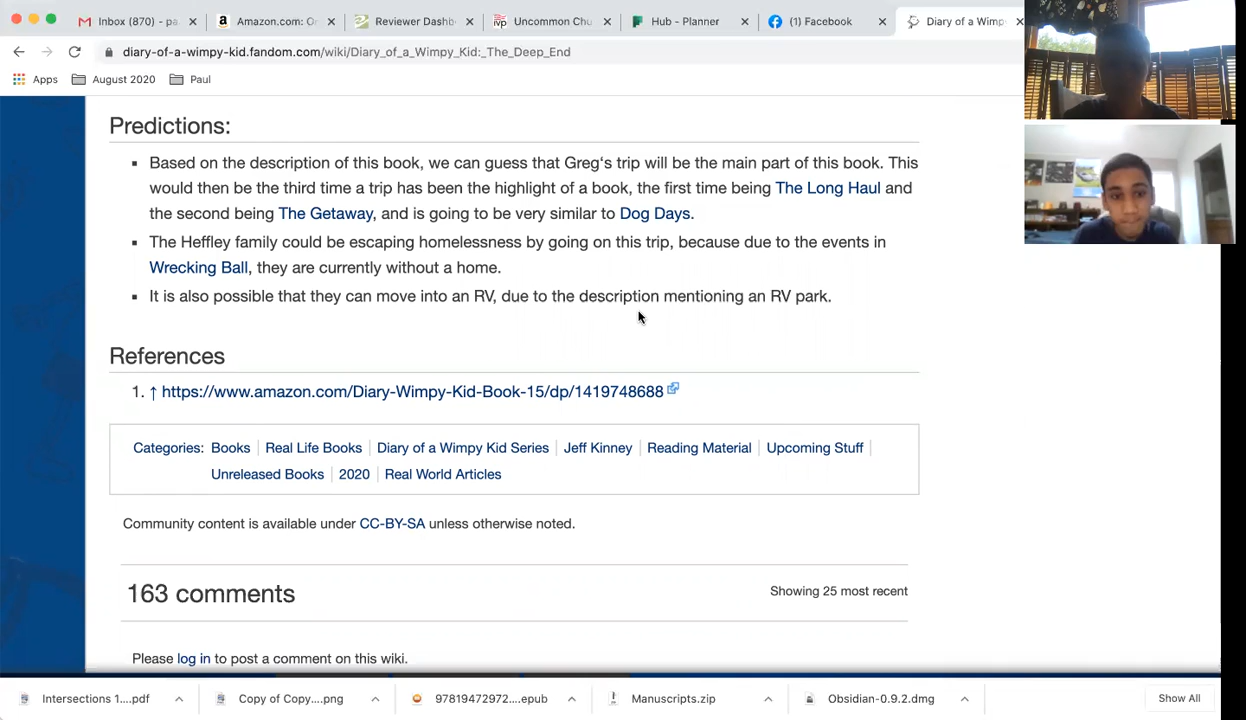 Inbox (870) - pa
Amazon.com: O
Reviewer Dashb
Uncommon Chu
Hub - Planner
(1) Facebook
Diary of a Wimp
diary-of-a-wimpy-kid.fandom.com/wiki/Diary_of_a_Wimpy_Kid:_The_Deep_End
Apps August 2020 Paul
Predictions:
Based on the description of this book, we can guess that Greg's trip will be the main part of this book. This
would then be the third time a trip has been the highlight of a book, the first time being The Long Haul and
the second being The Getaway, and is going to be very similar to Dog Days.
The Heffley family could be escaping homelessness by going on this trip, because due to the events in
Wrecking Ball, they are currently without a home.
It is also possible that they can move into an RV, due to the description mentioning an RV park.
References
1. ↑ https://www.amazon.com/Diary-Wimpy-Kid-Book-15/dp/1419748688
Categories: Books | Real Life Books | Diary of a Wimpy Kid Series | Jeff Kinney | Reading Material | Upcoming Stuff |
Unreleased Books | 2020 | Real World Articles
Community content is available under CC-BY-SA unless otherwise noted.
163 comments
Showing 25 most recent
Please log in to post a comment on this wiki.
Intersections 1....pdf
Copy of Copy....png
97819472972....epub
Manuscripts.zip
Obsidian-0.9.2.dmg
Show All